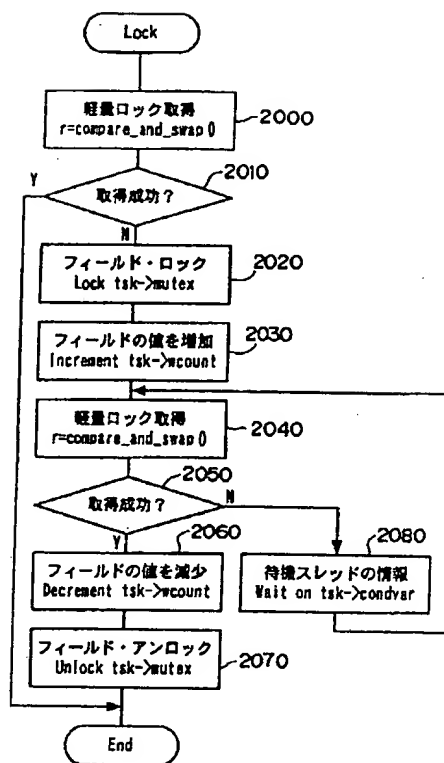 Lock
軽量ロック取得
r=compare_and_swap()
2000
2010
取得成功?
Y
N
フィールド・ロック
Lock tsk->mutex
2020
フィールドの値を増加
Increment tsk->wcount
2030
軽量ロック取得
r=compare_and_swap()
2040
2050
取得成功?
N
Y
2060
2080
フィールドの値を減少
Decrement tsk->wcount
待機スレッドの情報
Wait on tsk->condvar
フィールド・アンロック
Unlock tsk->mutex
2070
End